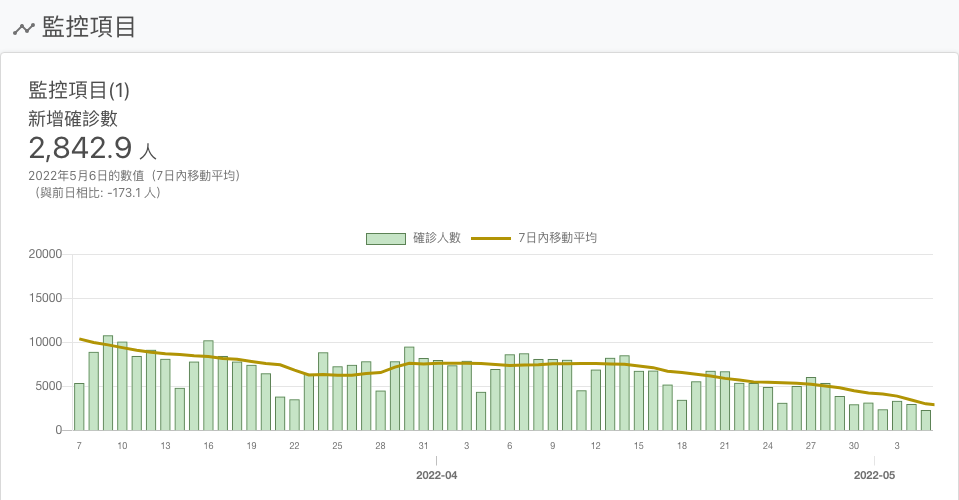 監控項目
監控項目(1)
新增確診數
2,842.9 人
2022年5月6日的數值（7日內移動平均）
（與前日相比: -173.1 人）
確診人數 7日內移動平均
20000
15000
10000
5000
0
7 10 13 16 19 22 25 28 31 3 6 9 12 15 18 21 24 27 30 3
2022-04 2022-05